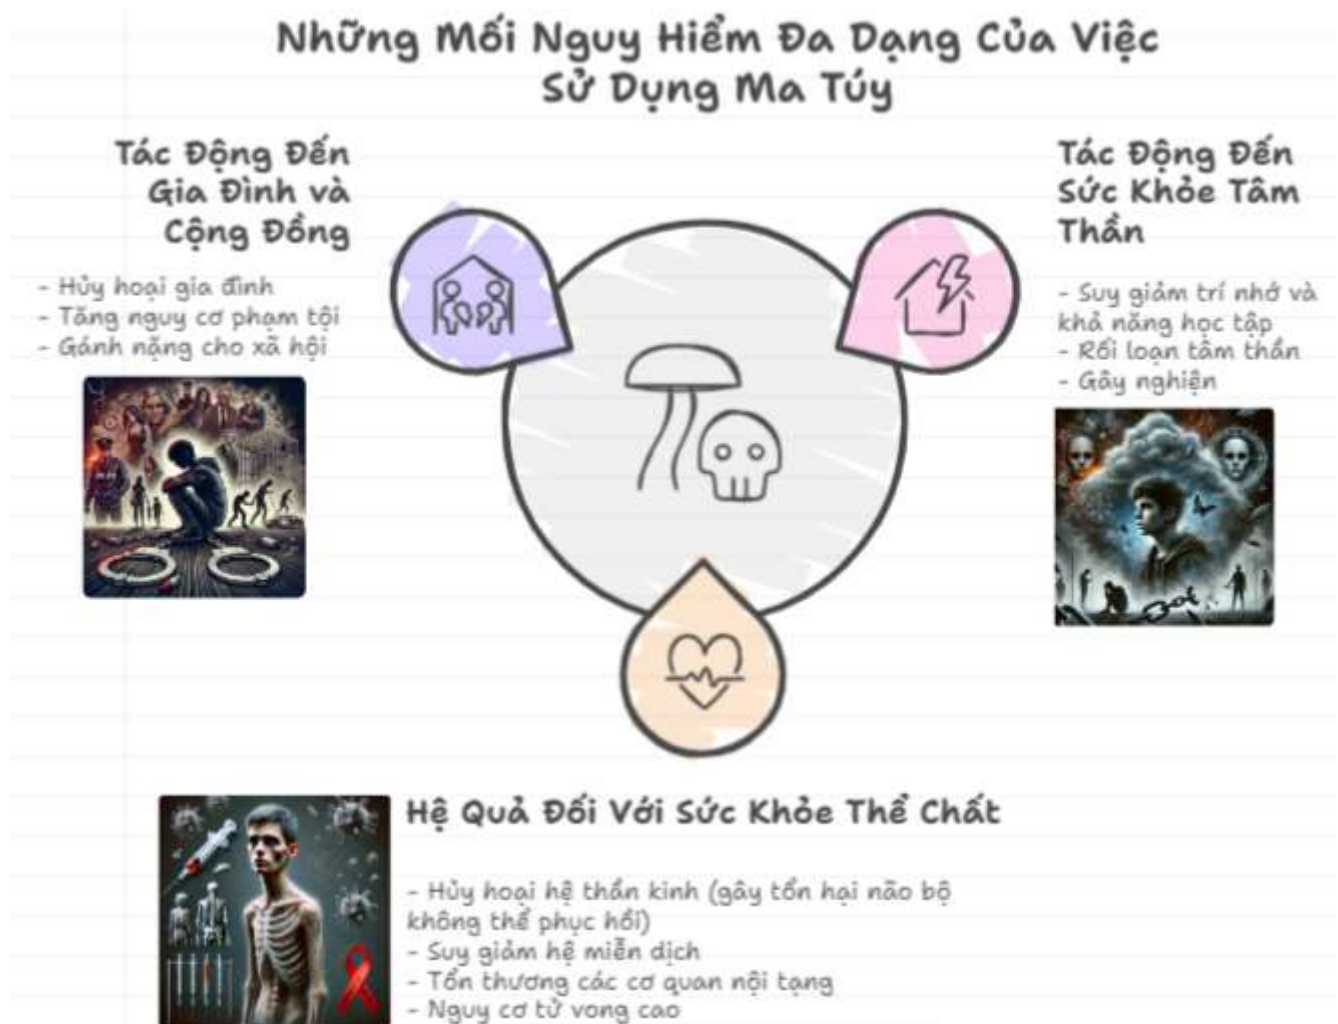 Những Mối Nguy Hiểm Đa Dạng Của Việc
Sử Dụng Ma Túy
Tác Động Đến
Gia Đình và
Cộng Đồng
- Hủy hoại gia đình
- Tăng nguy cơ phạm tội
- Gánh nặng cho xã hội
Tác Động Đến
Sức Khỏe Tâm
Thần
- Suy giảm trí nhớ và
khả năng học tập
- Rối loạn tâm thần
- Gây nghiện
Hệ Quả Đối Với Sức Khỏe Thể Chất
- Hủy hoại hệ thần kinh (gây tổn hại não bộ
không thể phục hồi)
- Suy giảm hệ miễn dịch
- Tổn thương các cơ quan nội tạng
- Nguy cơ tử vong cao